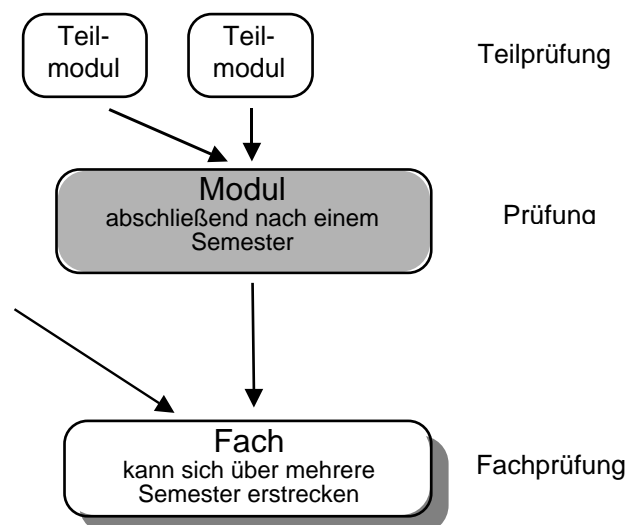 Teil-
modul
Teil-
modul
Teilprüfung
Modul
abschließend nach einem
Semester
Prüfung
Fach
kann sich über mehrere
Semester erstrecken
Fachprüfung